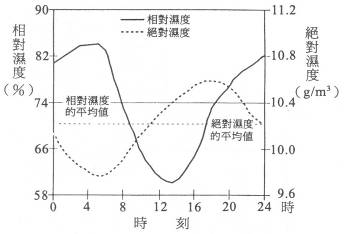 90
82
74
66
58
相對濕度
(%)
相對濕度
絕對濕度
相對濕度
的平均值
絕對濕度
的平均值
11.2
10.8
10.4
10.0
9.6
絕對濕度
(g/m³)
0 4 8 12 16 20 24 時
時 刻